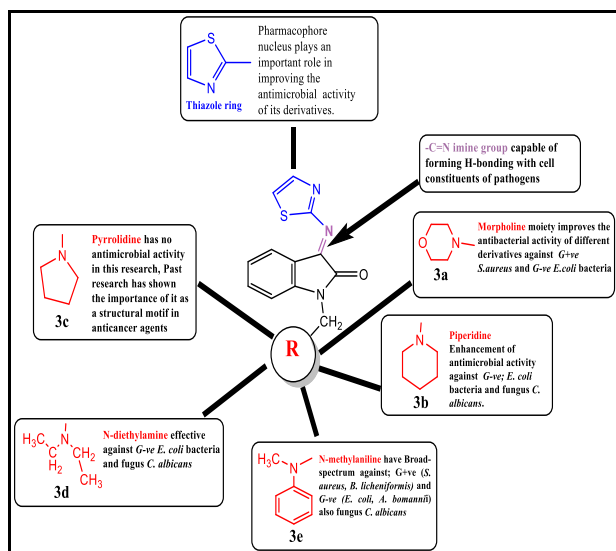 S
N
Thiazole ring
Pharmacophore
nucleus plays an
important role in
improving the
antimicrobial activity
of its derivatives.
-C=N imine group capable of
forming H-bonding with cell
constituents of pathogens
N
S
N
O
N
CH2
R
N
3c
Pyrrolidine has no
antimicrobial activity
in this research, Past
research has shown
the importance of it as
a structural motif in
anticancer agents
O
N
3a
Morpholine moiety improves the
antibacterial activity of different
derivatives against G+ve
S.aureus and G-ve E.coli bacteria
N
3b
Piperidine
Enhancement of
antimicrobial activity
against G-ve; E. coli
bacteria and fungus C.
albicans.
H3C
N
CH2
CH2
CH3
3d
N-diethylamine effective
against G-ve E. coli bacteria
and fugus C. albicans
H3C
N
3e
N-methylaniline have Broad-
spectrum against; G+ve (S.
aureus, B. licheniformis) and
G-ve (E. coli, A. bomannii)
also fungus C. albicans